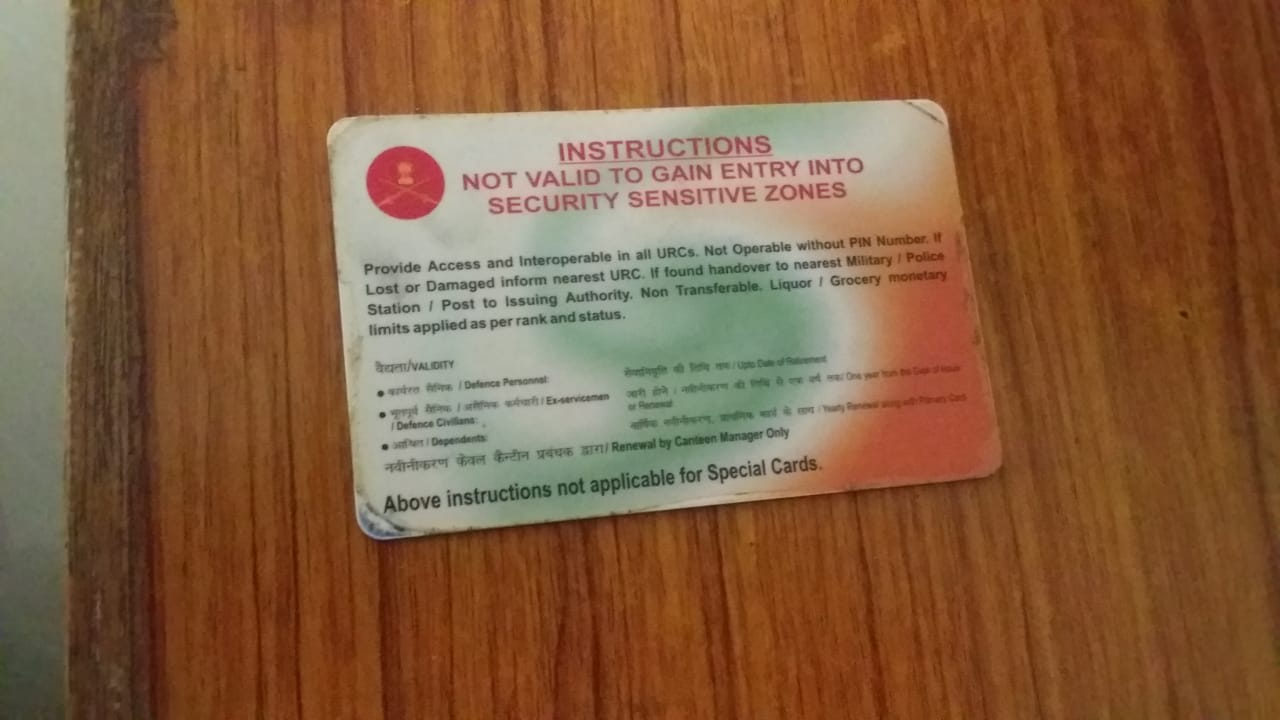 INSTRUCTIONS
NOT VALID TO GAIN ENTRY INTO
SECURITY SENSITIVE ZONES
Provide Access and Interoperable in all URCs. Not Operable without PIN Number. If
Lost or Damaged inform nearest URC. If found handover to nearest Military / Police
Station / Post to Issuing Authority. Non Transferable. Liquor / Grocery monetary
limits applied as per rank and status.
वैद्यता/VALIDITY
• कार्यरत सैनिक / Defence Personnel: सेवानिवृति की तिथि तक / Upto Date of Retirement
• भूतपूर्व सैनिक / असैनिक कर्मचारी / Ex-servicemen जारी होने / नवीनीकरण की तिथि से एक वर्ष तक/ One year from the Date of Issue
/ Defence Civilians: or Renewal
• आश्रित / Dependents: वार्षिक नवीनीकरण, प्राथमिक कार्ड के साथ / Yearly Renewal along with Primary Card
नवीनीकरण केवल कैन्टीन प्रबंधक द्वारा/ Renewal by Canteen Manager Only
Above instructions not applicable for Special Cards.